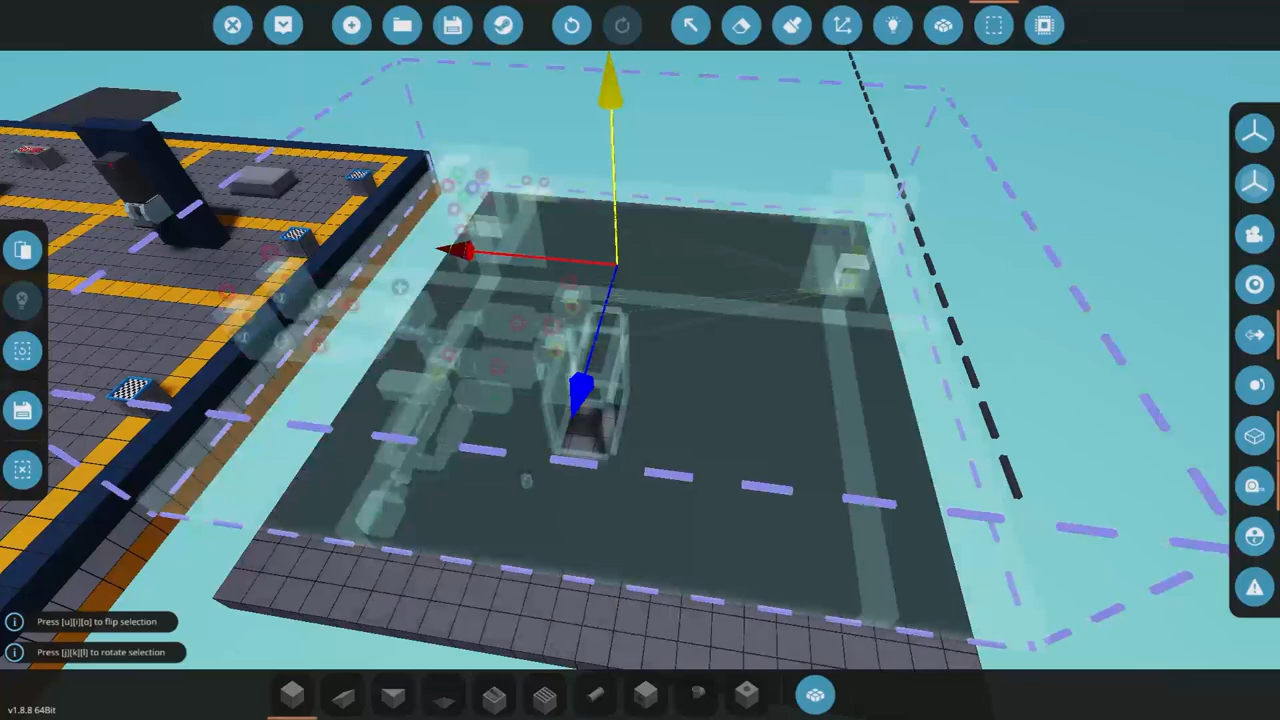 Press [u][i][o] to flip selection
Press [j][k][l] to rotate selection
v1.8.8 64Bit